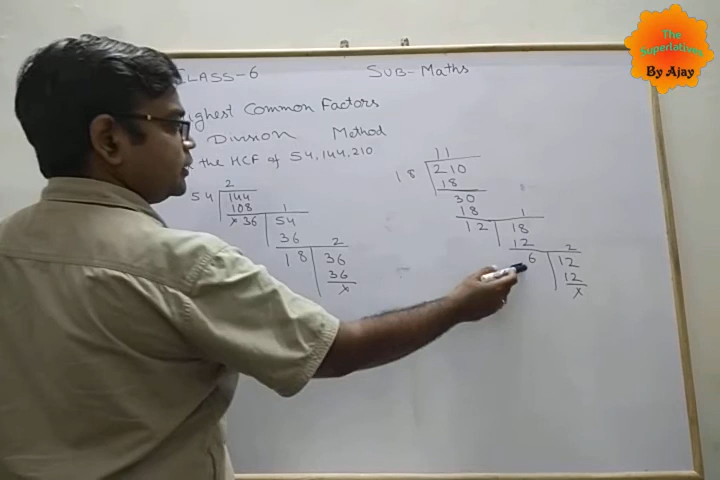 The
Superlatives
By Ajay
CLASS-6 SUB-Maths
Highest Common Factors
Division Method
the HCF of 54,144,210
2
54 144
108 1
x 36 54
36 2
18 36
36
x
11
18 210
18
30
18 1
12 18
12 2
6 12
12
x